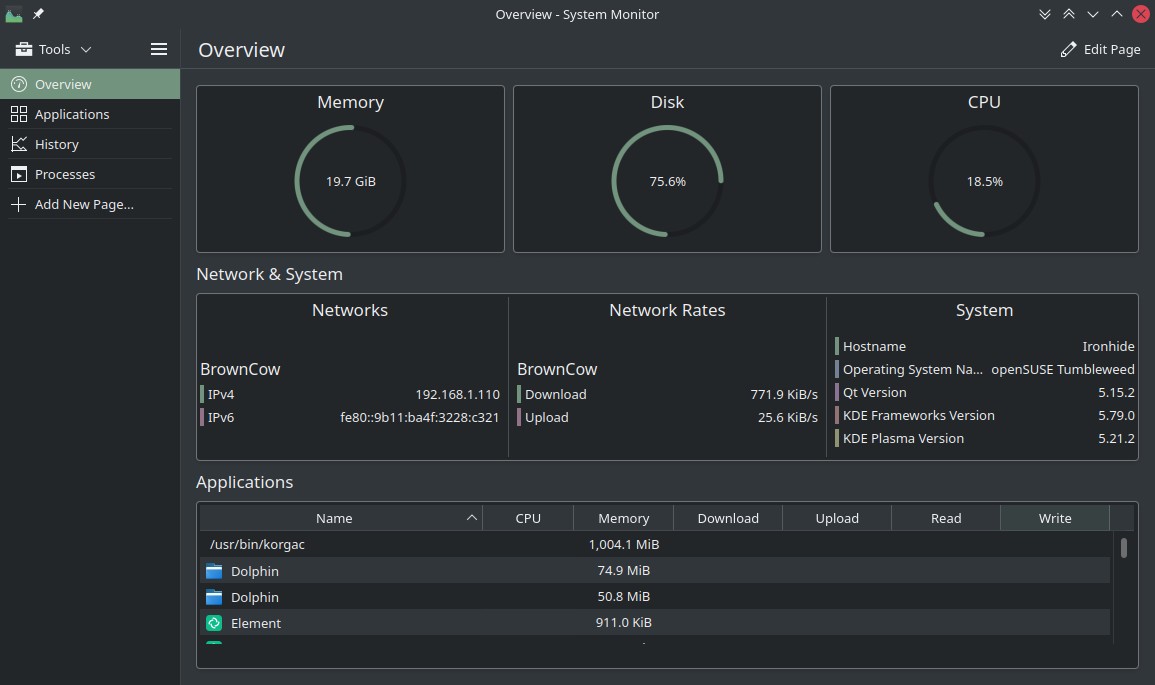 Overview - System Monitor
Tools
Overview
Edit Page
Overview
Applications
History
Processes
Add New Page...
Memory
19.7 GiB
Disk
75.6%
CPU
18.5%
Network & System
Networks
BrownCow
IPv4 192.168.1.110
IPv6 fe80::9b11:ba4f:3228:c321
Network Rates
BrownCow
Download 771.9 KiB/s
Upload 25.6 KiB/s
System
Hostname Ironhide
Operating System Na... openSUSE Tumbleweed
Qt Version 5.15.2
KDE Frameworks Version 5.79.0
KDE Plasma Version 5.21.2
Applications
Name CPU Memory Download Upload Read Write
/usr/bin/korgac 1,004.1 MiB
Dolphin 74.9 MiB
Dolphin 50.8 MiB
Element 911.0 KiB